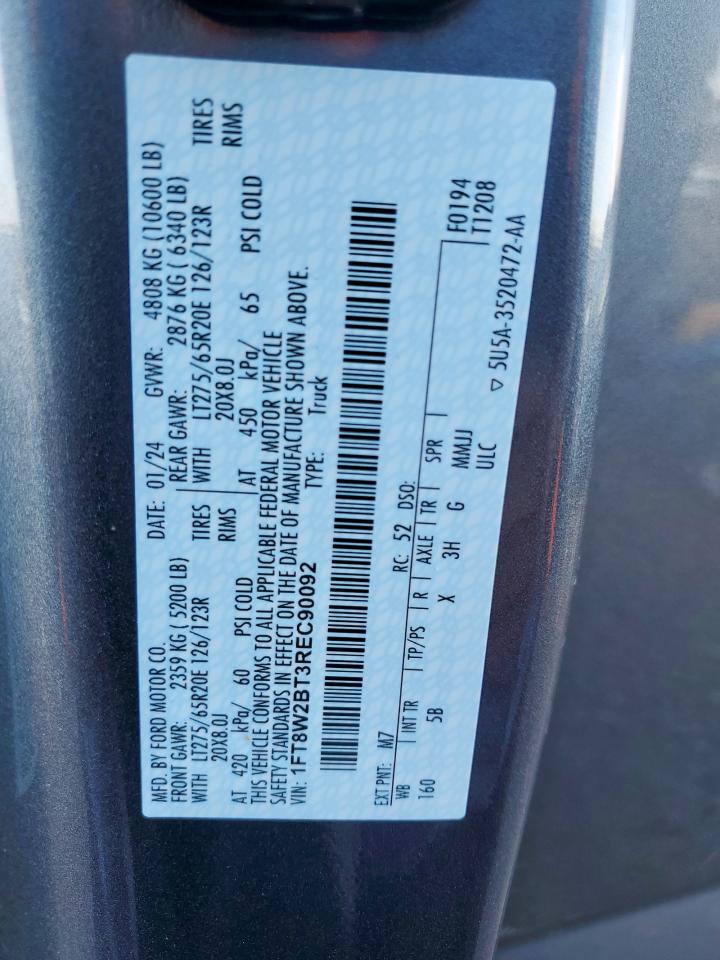 MFD. BY FORD MOTOR CO. DATE: 01/24 GVWR: 4808 KG (10600 LB)
FRONT GAWR: 2359 KG ( 5200 LB) REAR GAWR: 2876 KG ( 6340 LB)
WITH LT275/65R20E 126/123R TIRES WITH LT275/65R20E 126/123R TIRES
20X8.0J RIMS 20X8.0J RIMS
AT 420 kPa/ 60 PSI COLD AT 450 kPa/ 65 PSI COLD
THIS VEHICLE CONFORMS TO ALL APPLICABLE FEDERAL MOTOR VEHICLE
SAFETY STANDARDS IN EFFECT ON THE DATE OF MANUFACTURE SHOWN ABOVE.
VIN: 1FT8W2BT3REC90092 TYPE: Truck
EXT PNT: M7 RC: 52 DSO: F0194
WB INT TR TP/PS R AXLE TR SPR T1208
160 5B X 3H G MMJJ
ULC ▽ 5U5A-3520472-AA